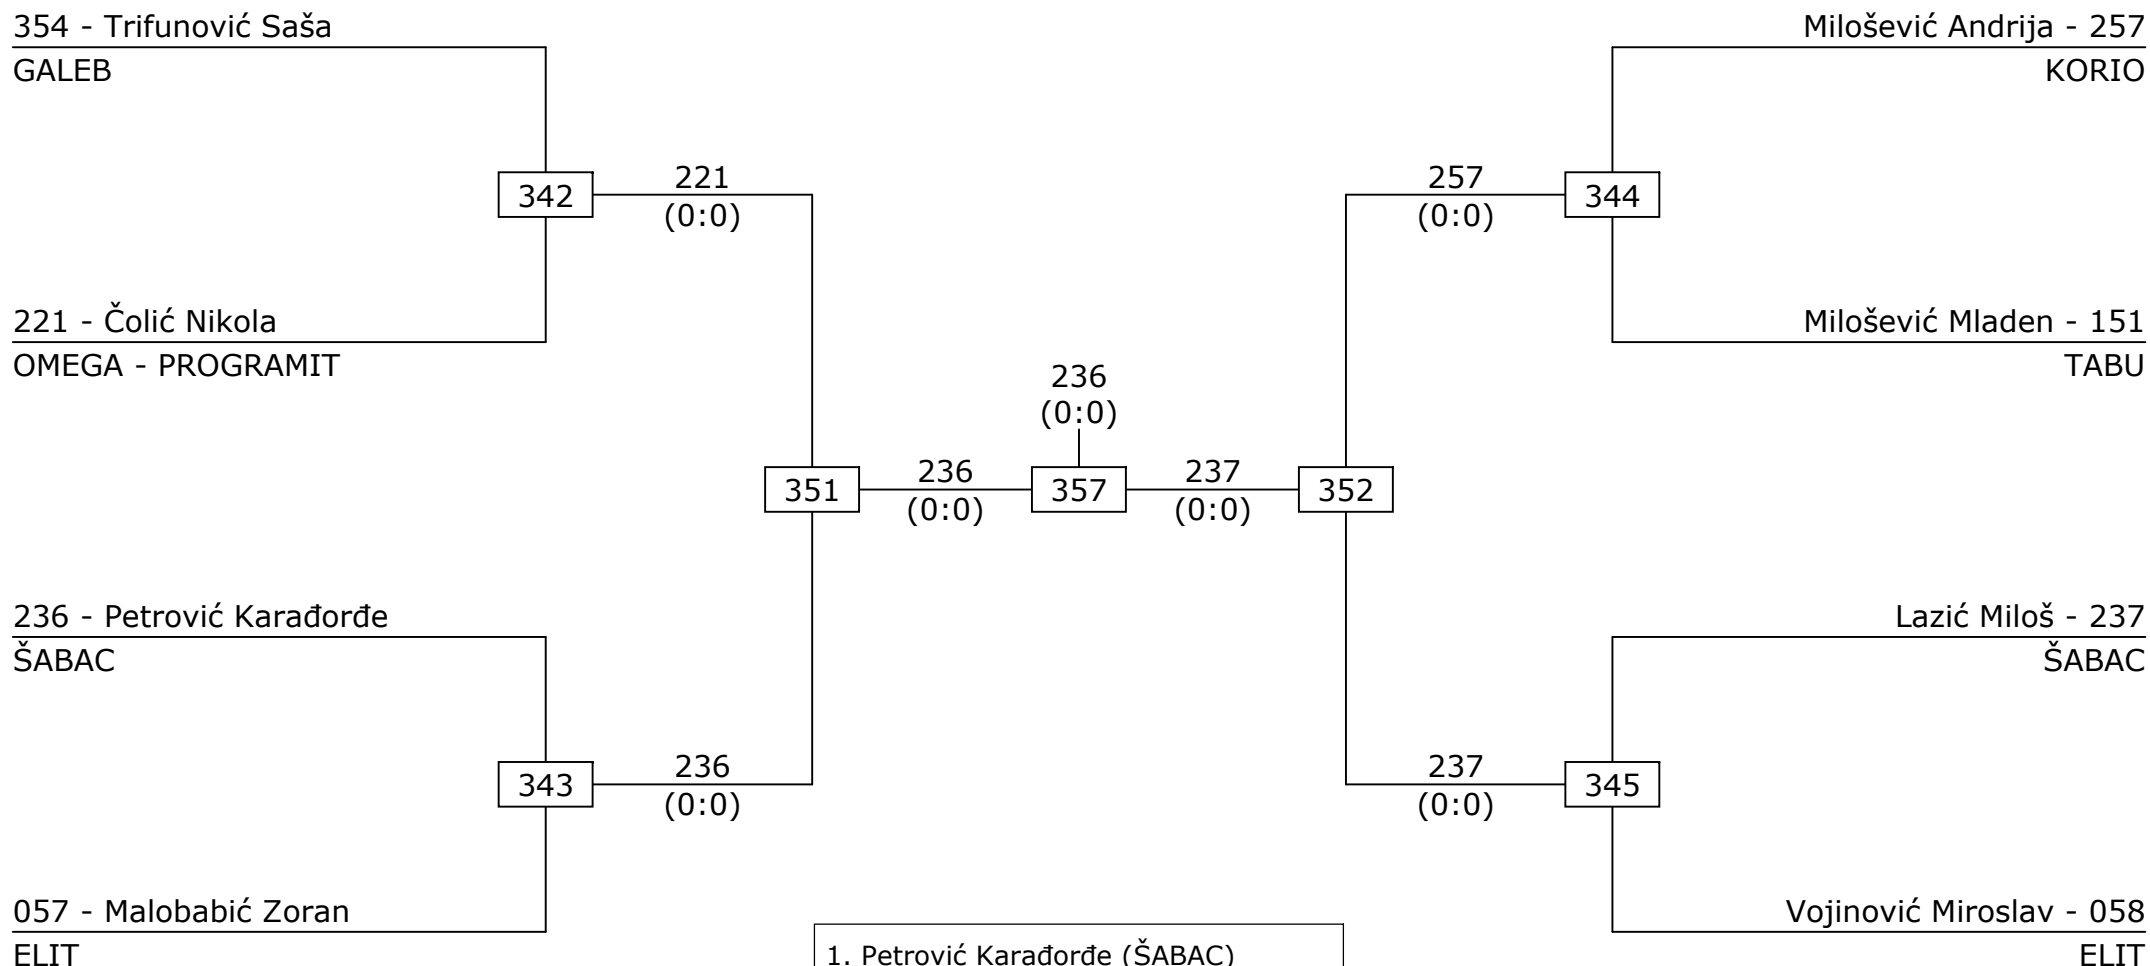 354 - Trifunović Saša
GALEB
Milošević Andrija - 257
KORIO
342
221
(0:0)
257
(0:0)
344
221 - Čolić Nikola
OMEGA - PROGRAMIT
Milošević Mladen - 151
TABU
236
(0:0)
351
236
(0:0)
357
237
(0:0)
352
236 - Petrović Karađorđe
ŠABAC
Lazić Miloš - 237
ŠABAC
343
236
(0:0)
237
(0:0)
345
057 - Malobabić Zoran
ELIT
Vojinović Miroslav - 058
ELIT
1. Petrović Karađorđe (ŠABAC)